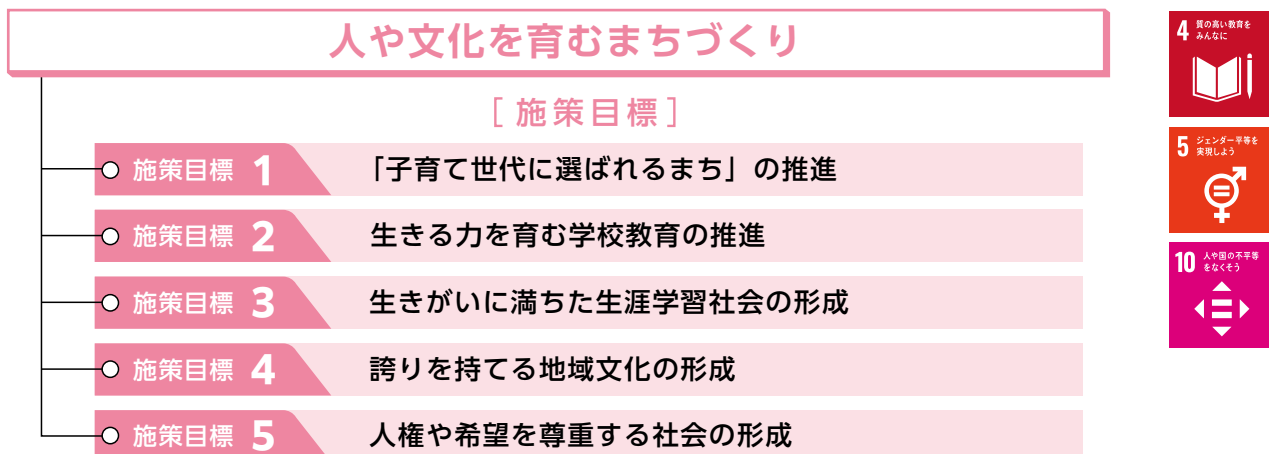 人や文化を育むまちづくり
[施策目標]
施策目標 1 「子育て世代に選ばれるまち」の推進
施策目標 2 生きる力を育む学校教育の推進
施策目標 3 生きがいに満ちた生涯学習社会の形成
施策目標 4 誇りを持てる地域文化の形成
施策目標 5 人権や希望を尊重する社会の形成
4 質の高い教育を
みんなに
5 ジェンダー平等を
実現しよう
10 人や国の不平等
をなくそう